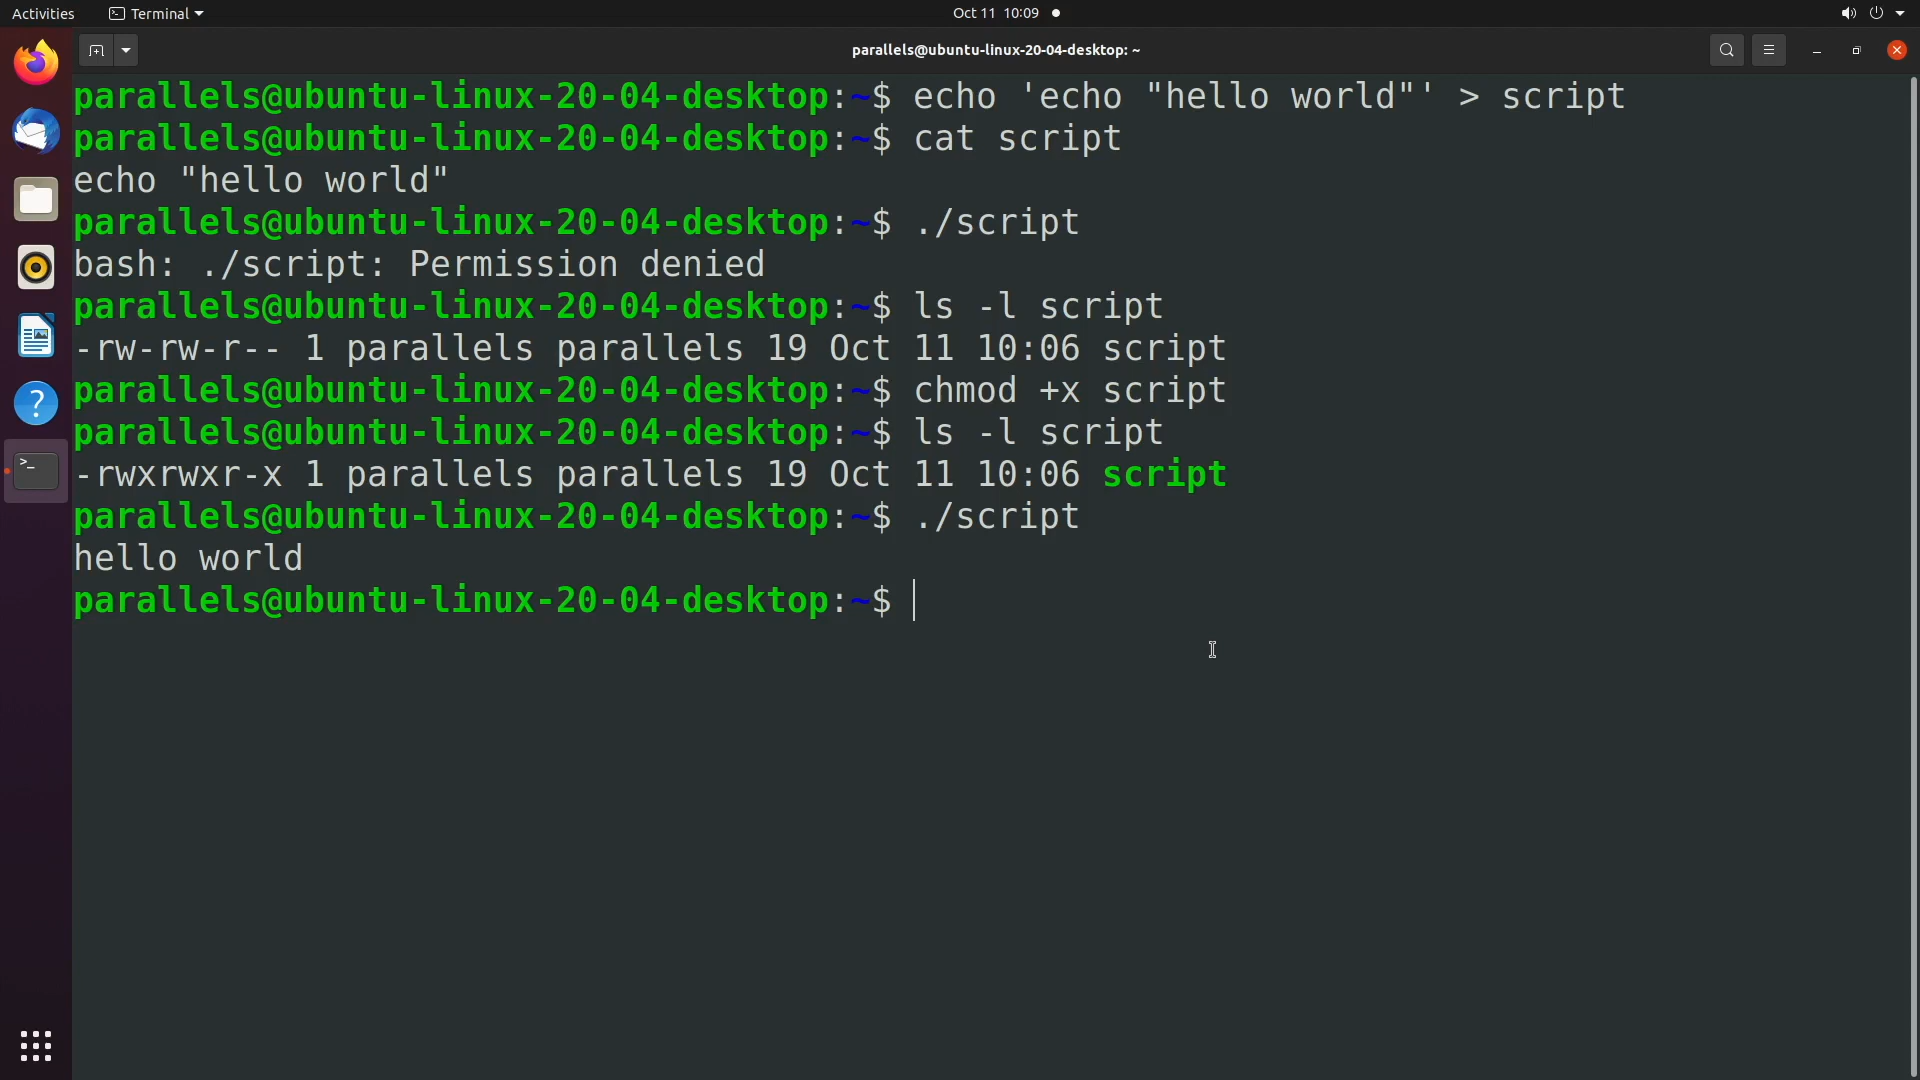 Activities Terminal Oct 11 10:09
parallels@ubuntu-linux-20-04-desktop: ~
parallels@ubuntu-linux-20-04-desktop:~$ echo 'echo "hello world"' > script
parallels@ubuntu-linux-20-04-desktop:~$ cat script
echo "hello world"
parallels@ubuntu-linux-20-04-desktop:~$ ./script
bash: ./script: Permission denied
parallels@ubuntu-linux-20-04-desktop:~$ ls -l script
-rw-rw-r-- 1 parallels parallels 19 Oct 11 10:06 script
parallels@ubuntu-linux-20-04-desktop:~$ chmod +x script
parallels@ubuntu-linux-20-04-desktop:~$ ls -l script
-rwxrwxr-x 1 parallels parallels 19 Oct 11 10:06 script
parallels@ubuntu-linux-20-04-desktop:~$ ./script
hello world
parallels@ubuntu-linux-20-04-desktop:~$